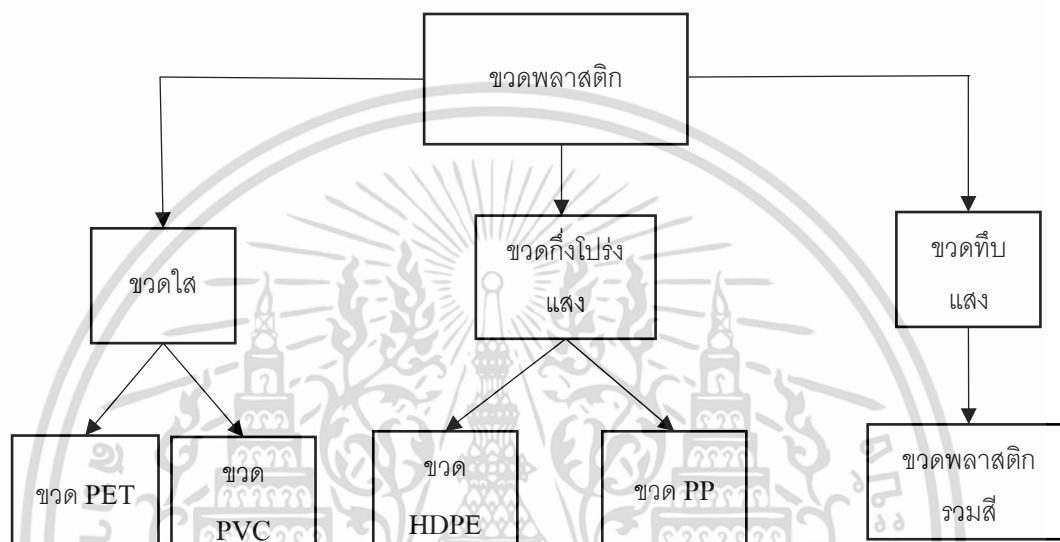 ขวดพลาสติก
ขวดใส
ขวดกึ่งโปร่ง
แสง
ขวดทึบ
แสง
ขวด PET
ขวด
PVC
ขวด
HDPE
ขวด PP
ขวดพลาสติก
รวมสี